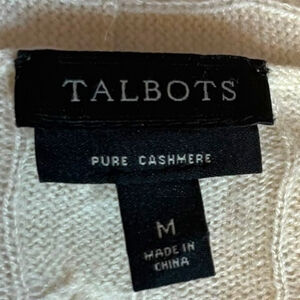 TALBOTS
PURE CASHMERE
M
MADE IN
CHINA